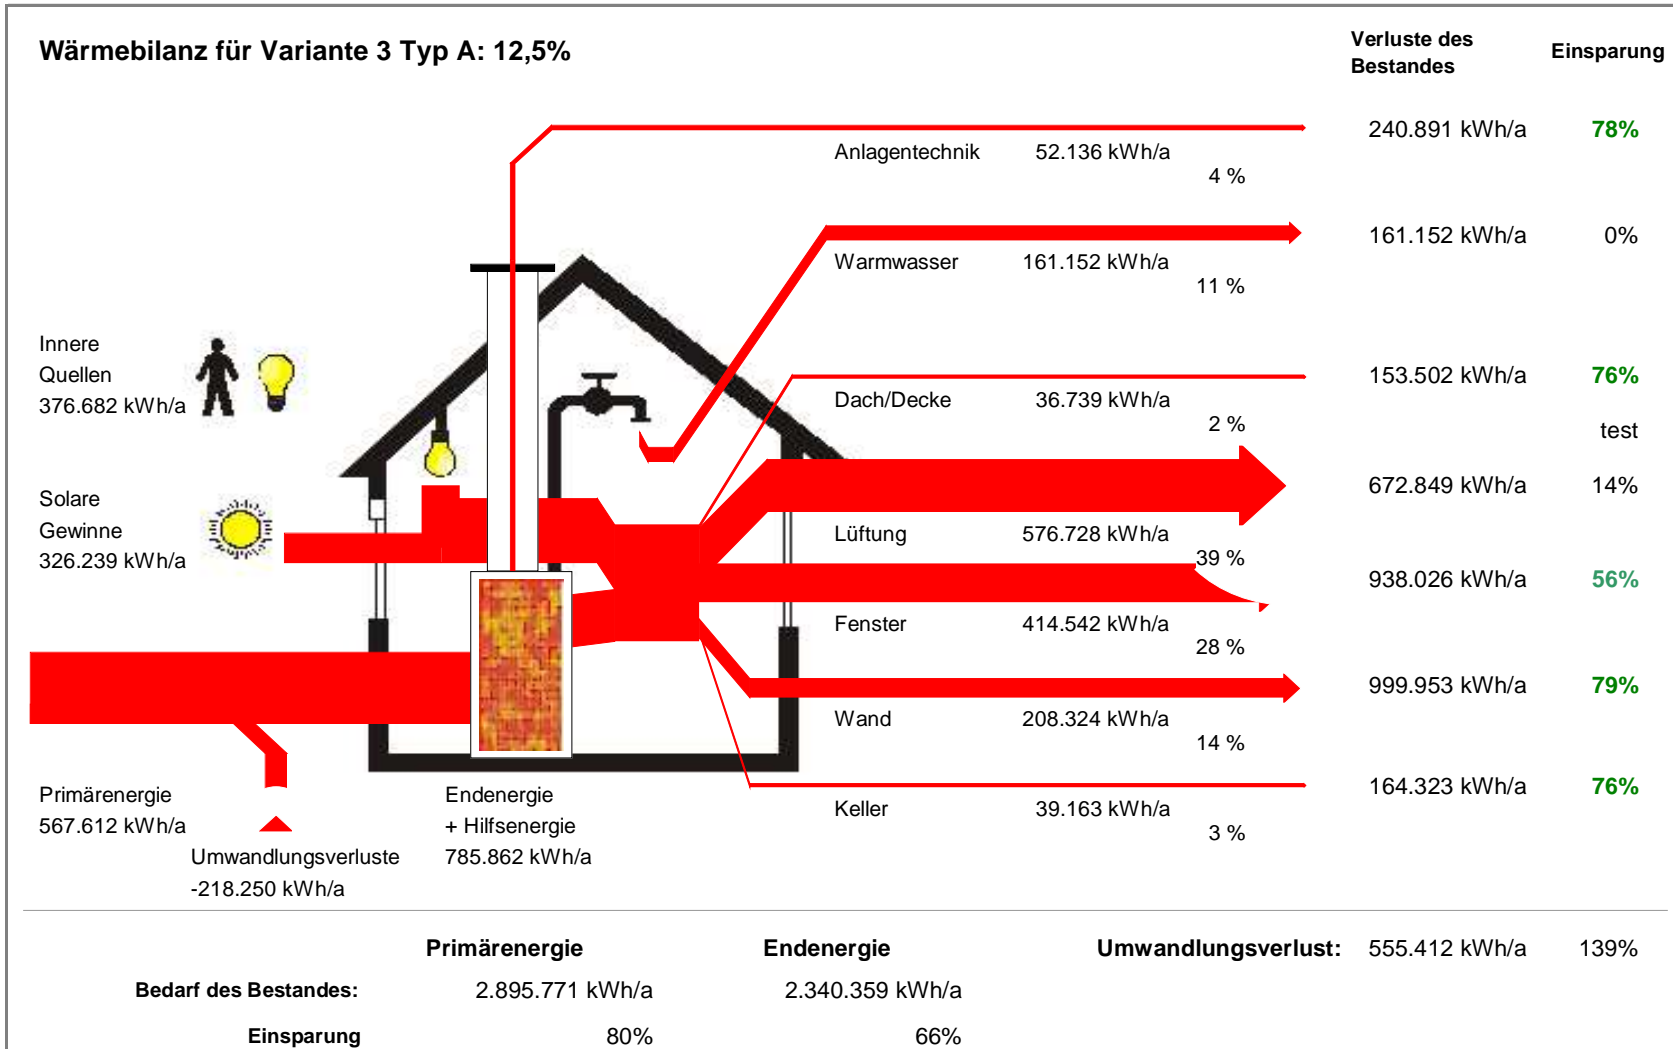 Wärmebilanz für Variante 3 Typ A: 12,5%
Verluste des
Bestandes
Einsparung
240.891 kWh/a 78%
Anlagentechnik 52.136 kWh/a
4 %
161.152 kWh/a 0%
Warmwasser 161.152 kWh/a
11 %
Innere
Quellen
376.682 kWh/a
153.502 kWh/a 76%
Dach/Decke 36.739 kWh/a
2 %
test
Solare
Gewinne
326.239 kWh/a
672.849 kWh/a 14%
Lüftung 576.728 kWh/a
39 %
938.026 kWh/a 56%
Fenster 414.542 kWh/a
28 %
999.953 kWh/a 79%
Wand 208.324 kWh/a
14 %
164.323 kWh/a 76%
Keller 39.163 kWh/a
3 %
Primärenergie
567.612 kWh/a
Umwandlungsverluste
-218.250 kWh/a
Endenergie
+ Hilfsenergie
785.862 kWh/a
Primärenergie Endenergie Umwandlungsverlust: 555.412 kWh/a 139%
Bedarf des Bestandes: 2.895.771 kWh/a 2.340.359 kWh/a
Einsparung 80% 66%